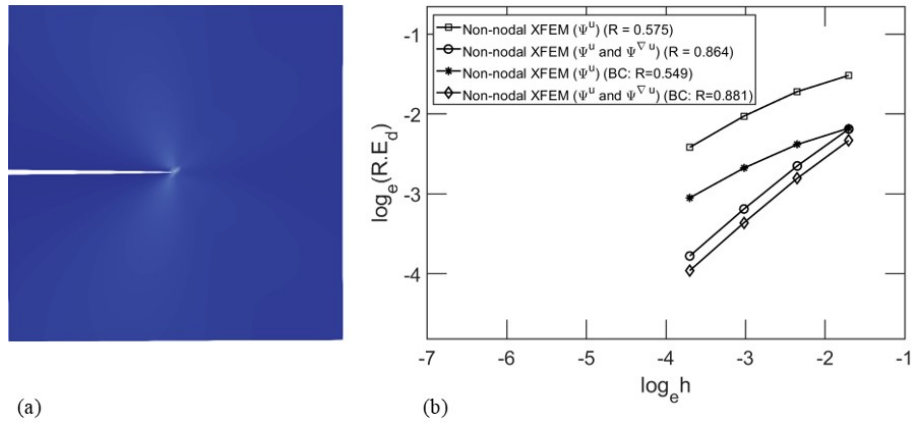 Non-nodal XFEM (Ψ^u) (R = 0.575)
Non-nodal XFEM (Ψ^u and Ψ^∇u) (R = 0.864)
Non-nodal XFEM (Ψ^u) (BC: R=0.549)
Non-nodal XFEM (Ψ^u and Ψ^∇u) (BC: R=0.881)
-1
-2
-3
-4
log_e(R.E_d)
-7 -6 -5 -4 -3 -2 -1
log_e h
(a)
(b)